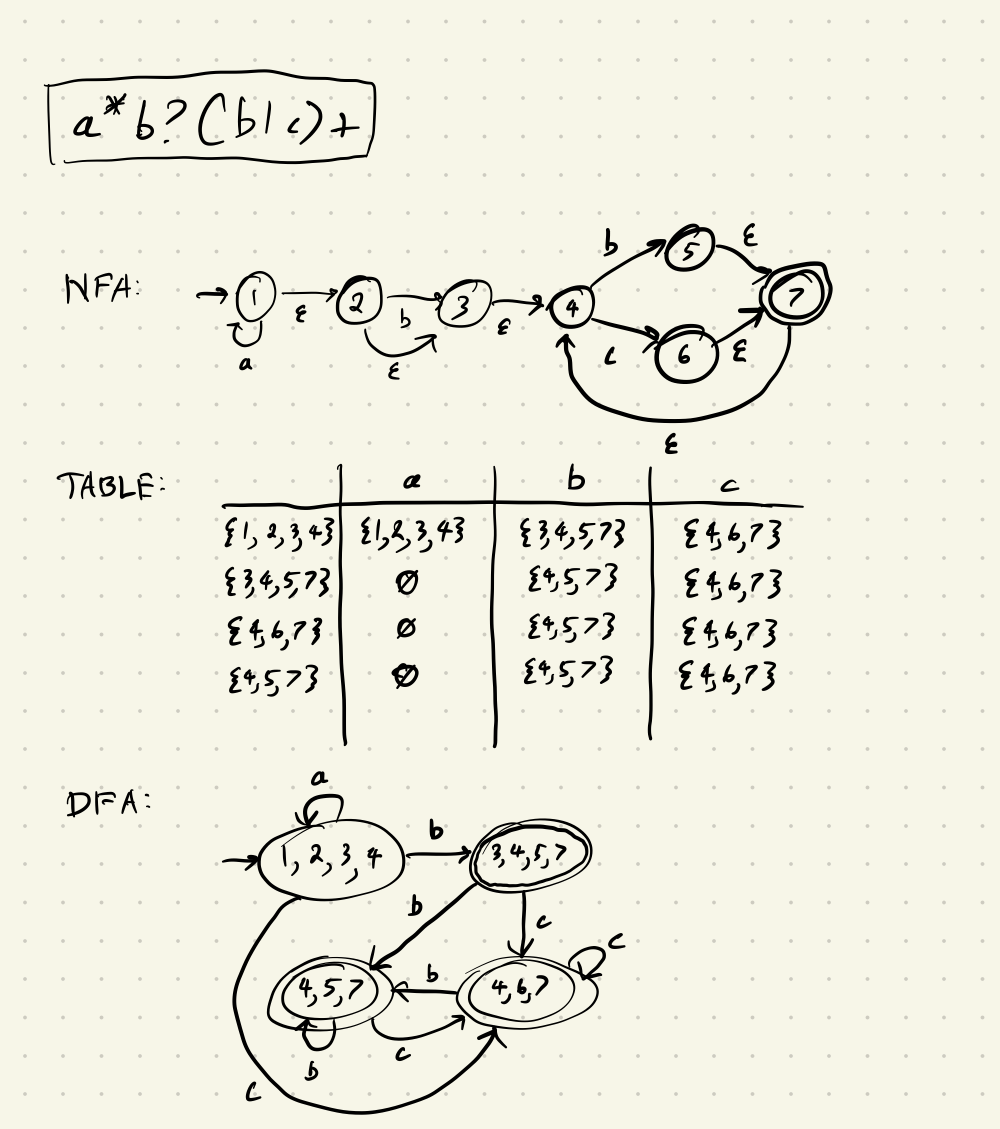 a*b?(b|c)+
NFA:
1 ε 2 b 3 ε 4 b 5 ε 7
a ε c 6 ε
ε
TABLE:
a b c
{1, 2, 3, 4} {1, 2, 3, 4} {3, 4, 5, 7} {4, 6, 7}
{3, 4, 5, 7} ∅ {4, 5, 7} {4, 6, 7}
{4, 6, 7} ∅ {4, 5, 7} {4, 6, 7}
{4, 5, 7} ∅ {4, 5, 7} {4, 6, 7}
DFA:
a
1, 2, 3, 4 b 3, 4, 5, 7
b c
4, 5, 7 b 4, 6, 7 c
b c
c